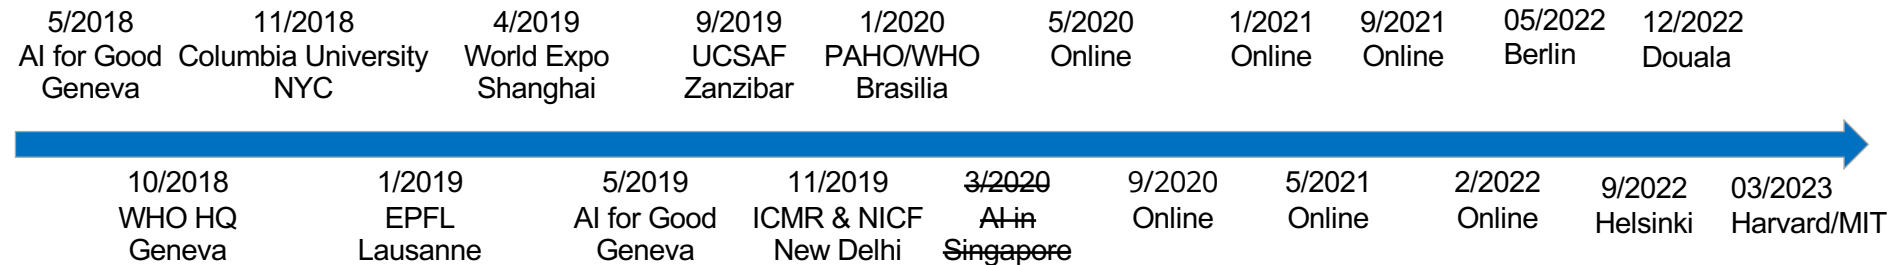 5/2018
AI for Good
Geneva
11/2018
Columbia University
NYC
4/2019
World Expo
Shanghai
9/2019
UCSAF
Zanzibar
1/2020
PAHO/WHO
Brasilia
5/2020
Online
1/2021
Online
9/2021
Online
05/2022
Berlin
12/2022
Douala
10/2018
WHO HQ
Geneva
1/2019
EPFL
Lausanne
5/2019
AI for Good
Geneva
11/2019
ICMR & NICF
New Delhi
3/2020
AI in
Singapore
9/2020
Online
5/2021
Online
2/2022
Online
9/2022
Helsinki
03/2023
Harvard/MIT